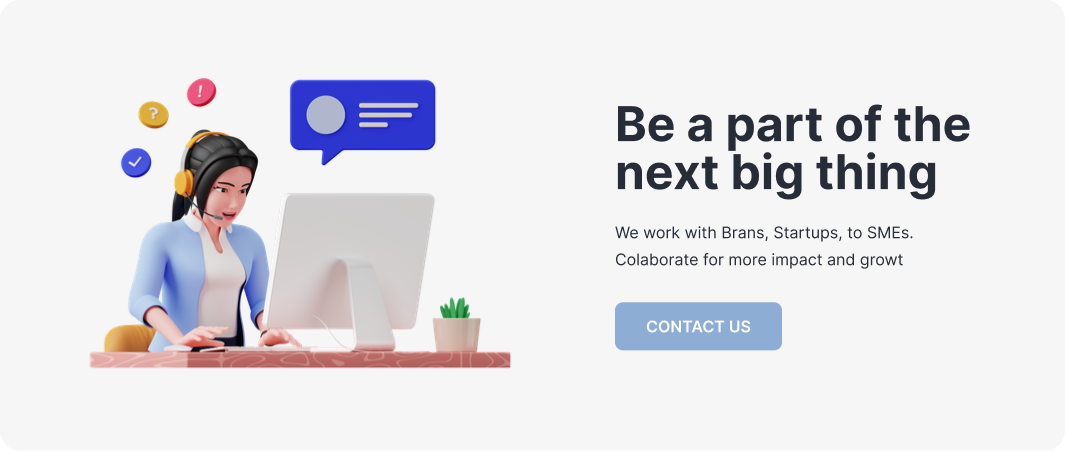 ?
!
Be a part of the
next big thing
We work with Brans, Startups, to SMEs.
Colaborate for more impact and growt
CONTACT US